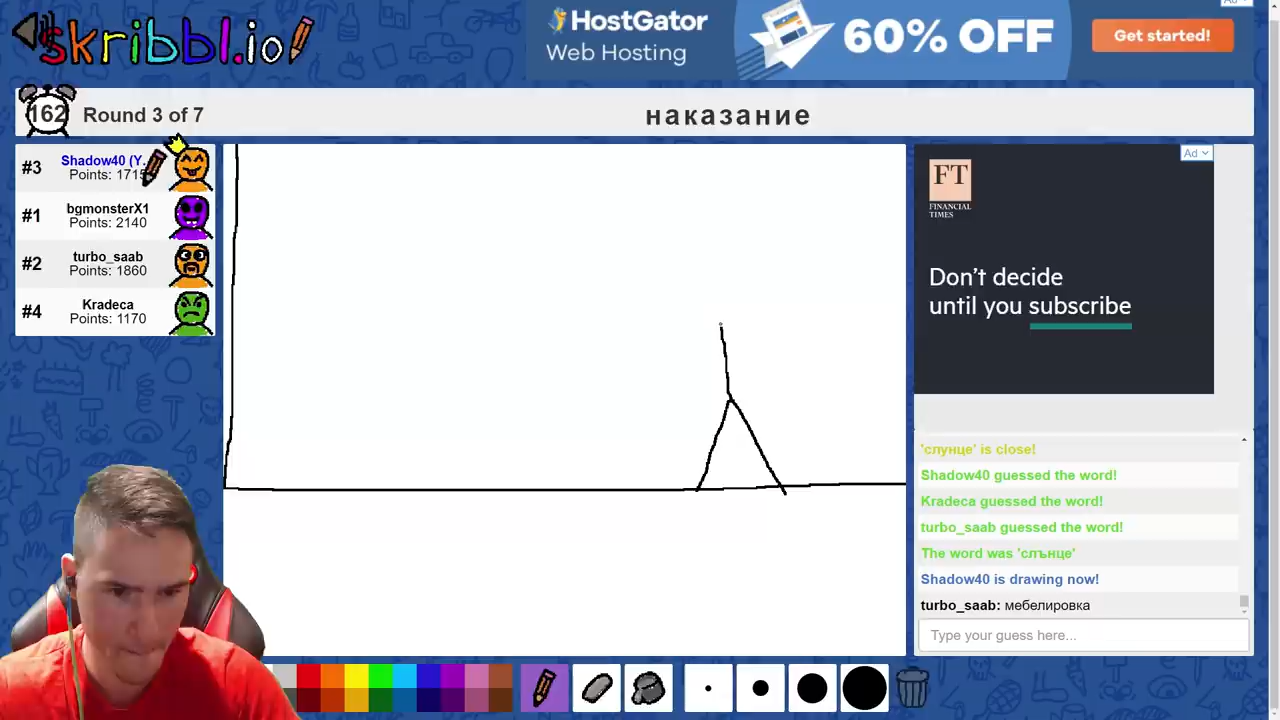 skribbl.io
HostGator
Web Hosting
60% OFF
Get started!
162
Round 3 of 7
наказание
#3
Shadow40 (Y
Points: 1715
#1
bgmonsterX1
Points: 2140
#2
turbo_saab
Points: 1860
#4
Kradeca
Points: 1170
Ad
FT
FINANCIAL
TIMES
Don't decide
until you subscribe
'слунце' is close!
Shadow40 guessed the word!
Kradeca guessed the word!
turbo_saab guessed the word!
The word was 'слънце'
Shadow40 is drawing now!
turbo_saab: мебелировка
Type your guess here...